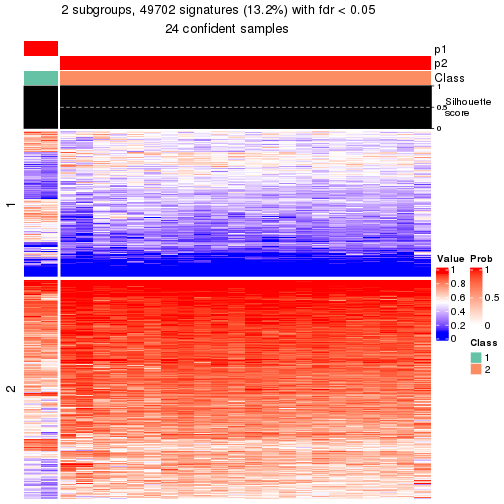 2 subgroups, 49702 signatures (13.2%) with fdr < 0.05
24 confident samples
p1
p2
Class
1
0.5
0
Silhouette
score
1
2
Value
1
0.8
0.6
0.4
0.2
0
Prob
1
0.5
0
Class
1
2